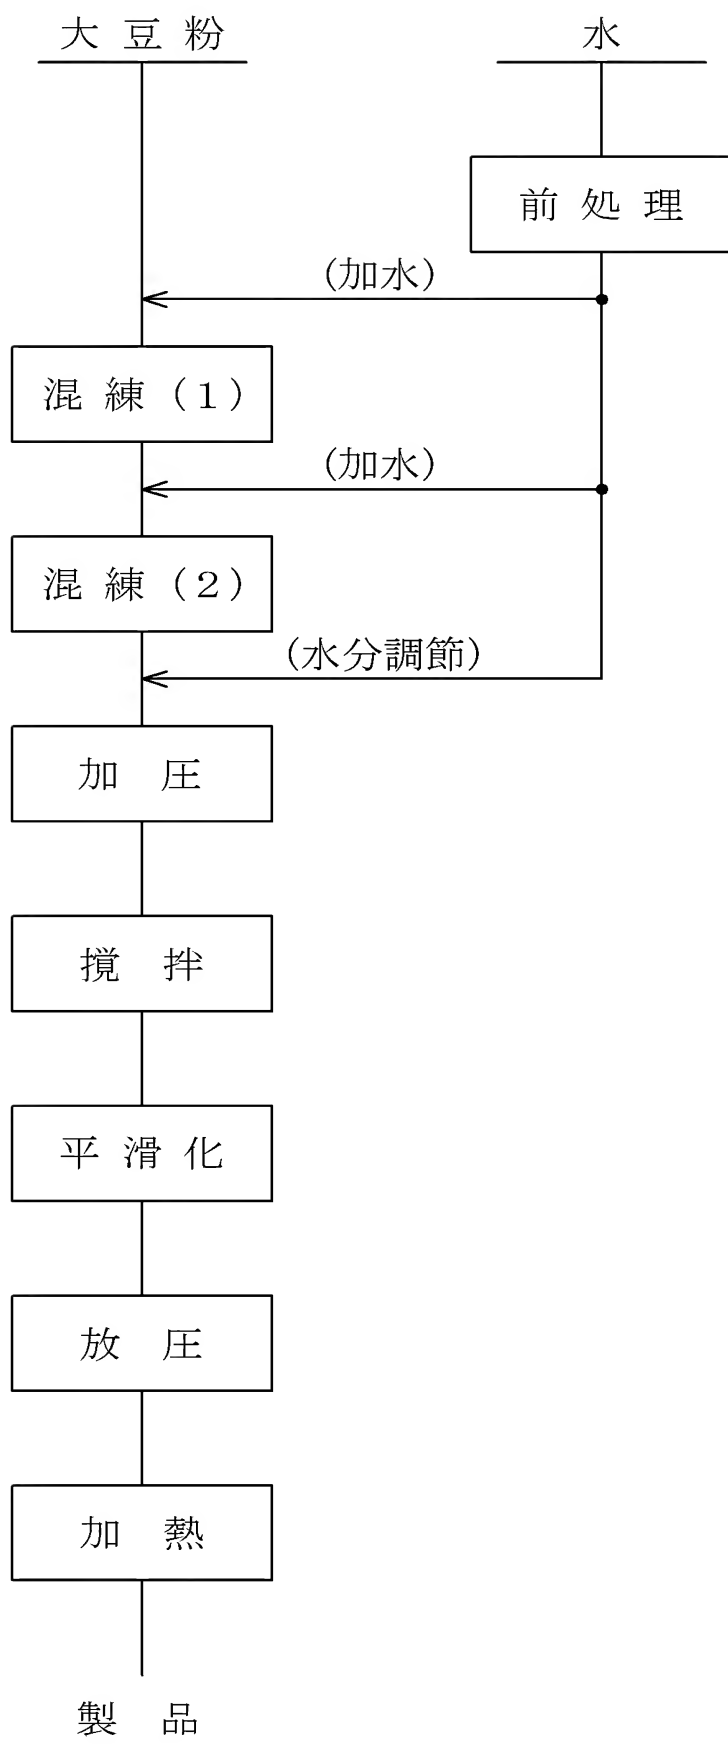 大豆粉
水
前処理
(加水)
混練(1)
(加水)
混練(2)
(水分調節)
加圧
撹拌
平滑化
放圧
加熱
製品